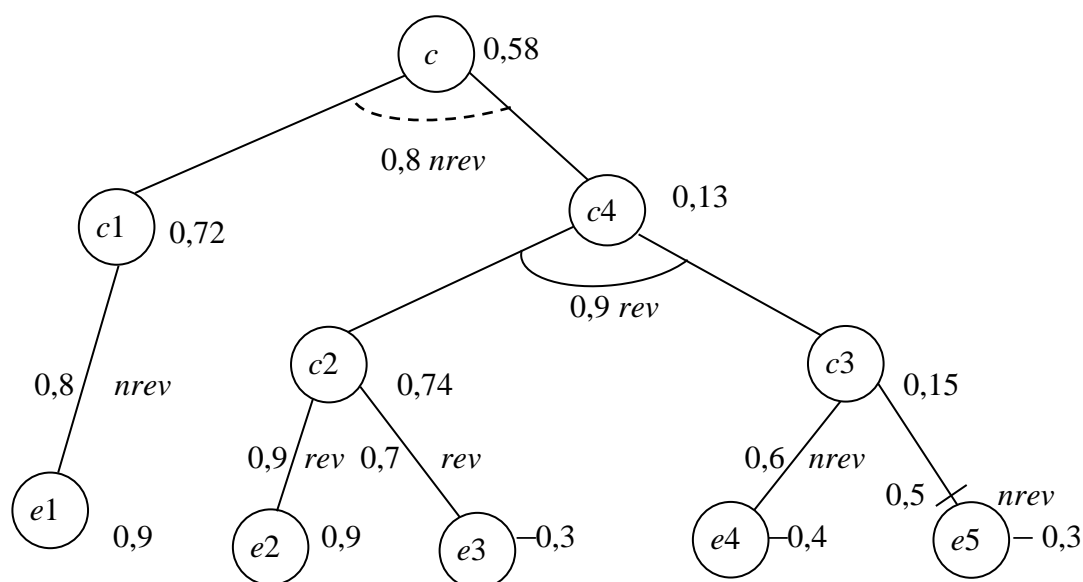 c 0,58
0,8 nrev
c1 0,72
c4 0,13
0,9 rev
c2 0,74
c3 0,15
0,8 nrev
0,9 rev 0,7 rev
0,6 nrev
0,5 nrev
e1 0,9
e2 0,9
e3 –0,3
e4 –0,4
e5 – 0,3